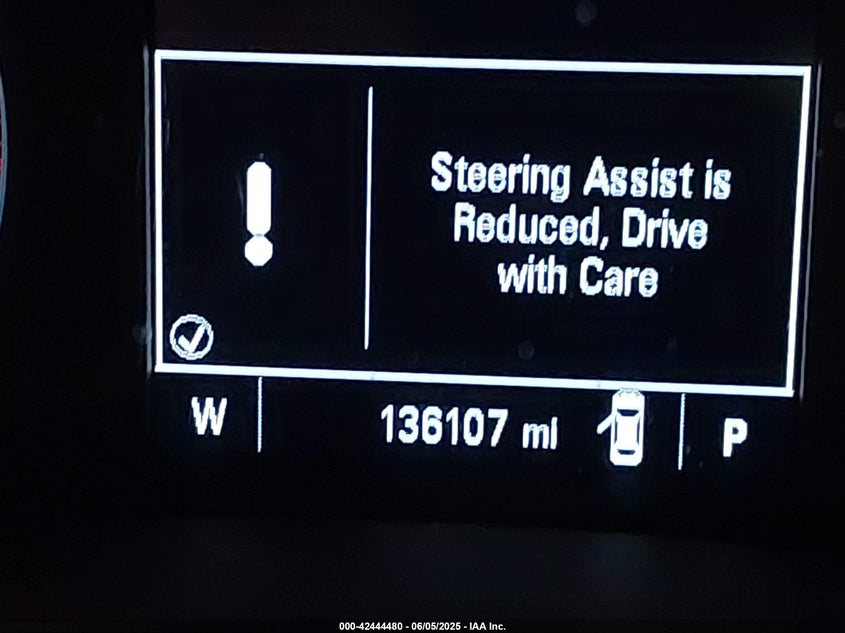 Steering Assist is
Reduced, Drive
with Care
W
136107 mi
P
000-42444480 - 06/05/2025 - IAA Inc.